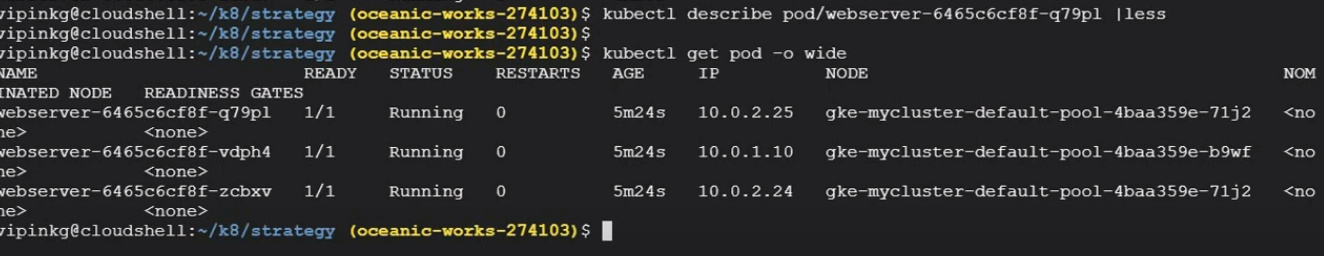 vipinkg@cloudshell:~/k8/strategy (oceanic-works-274103)$ kubectl describe pod/webserver-6465c6cf8f-q79pl |less
vipinkg@cloudshell:~/k8/strategy (oceanic-works-274103)$
vipinkg@cloudshell:~/k8/strategy (oceanic-works-274103)$ kubectl get pod -o wide
NAME READY STATUS RESTARTS AGE IP NODE NOM
INATED NODE READINESS GATES
webserver-6465c6cf8f-q79pl 1/1 Running 0 5m24s 10.0.2.25 gke-mycluster-default-pool-4baa359e-71j2 <no
ne> <none>
webserver-6465c6cf8f-vdph4 1/1 Running 0 5m24s 10.0.1.10 gke-mycluster-default-pool-4baa359e-b9wf <no
ne> <none>
webserver-6465c6cf8f-zcbxv 1/1 Running 0 5m24s 10.0.2.24 gke-mycluster-default-pool-4baa359e-71j2 <no
ne> <none>
vipinkg@cloudshell:~/k8/strategy (oceanic-works-274103)$